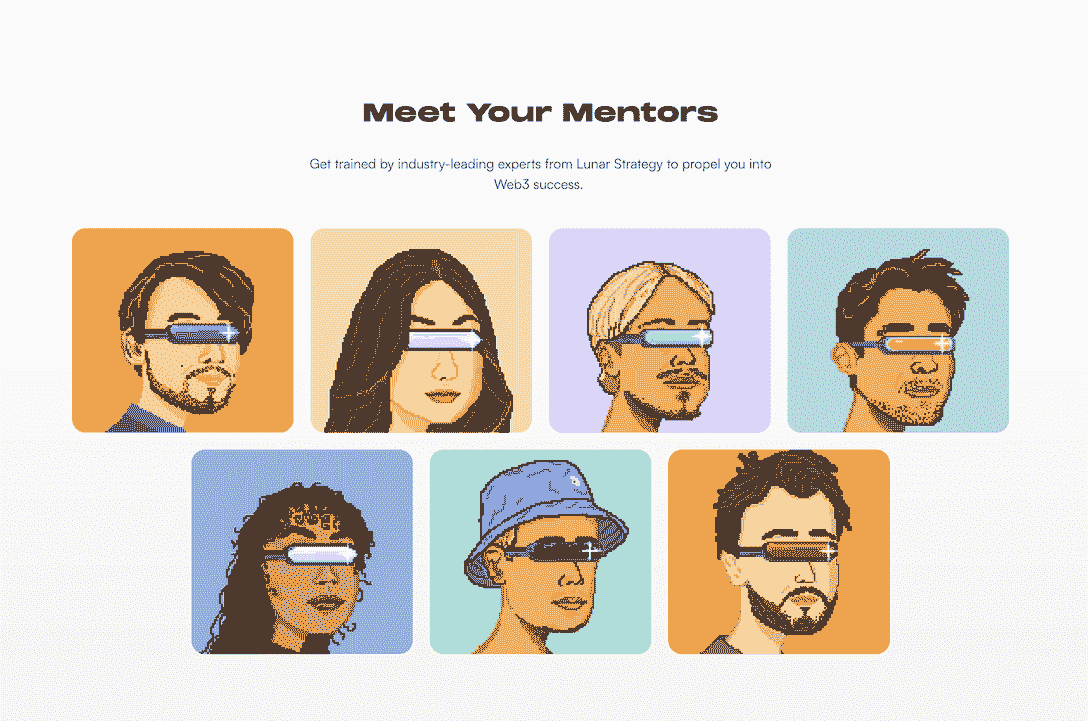 Meet Your Mentors
Get trained by industry-leading experts from Lunar Strategy to propel you into
Web3 success.